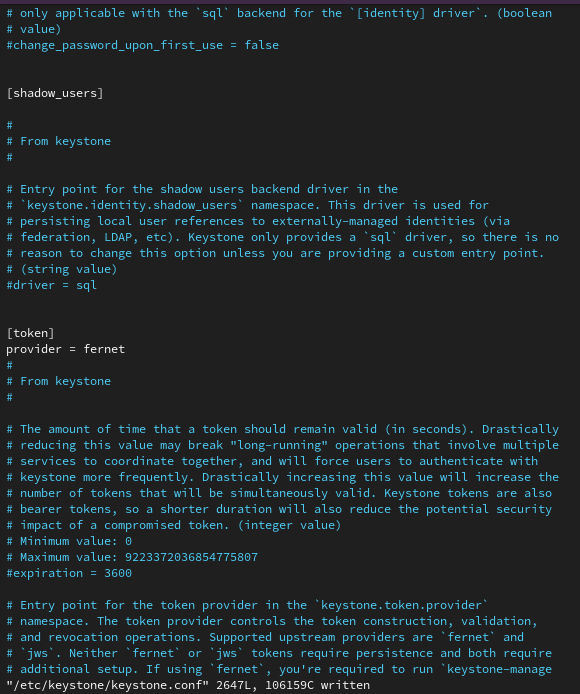 # only applicable with the `sql` backend for the `[identity] driver`. (boolean
# value)
#change_password_upon_first_use = false
[shadow_users]
#
# From keystone
#
# Entry point for the shadow users backend driver in the
# `keystone.identity.shadow_users` namespace. This driver is used for
# persisting local user references to externally-managed identities (via
# federation, LDAP, etc). Keystone only provides a `sql` driver, so there is no
# reason to change this option unless you are providing a custom entry point.
# (string value)
#driver = sql
[token]
provider = fernet
#
# From keystone
#
# The amount of time that a token should remain valid (in seconds). Drastically
# reducing this value may break "long-running" operations that involve multiple
# services to coordinate together, and will force users to authenticate with
# keystone more frequently. Drastically increasing this value will increase the
# number of tokens that will be simultaneously valid. Keystone tokens are also
# bearer tokens, so a shorter duration will also reduce the potential security
# impact of a compromised token. (integer value)
# Minimum value: 0
# Maximum value: 9223372036854775807
#expiration = 3600
# Entry point for the token provider in the `keystone.token.provider`
# namespace. The token provider controls the token construction, validation,
# and revocation operations. Supported upstream providers are `fernet` and
# `jws`. Neither `fernet` or `jws` tokens require persistence and both require
# additional setup. If using `fernet`, you're required to run `keystone-manage
"/etc/keystone/keystone.conf" 2647L, 106159C written